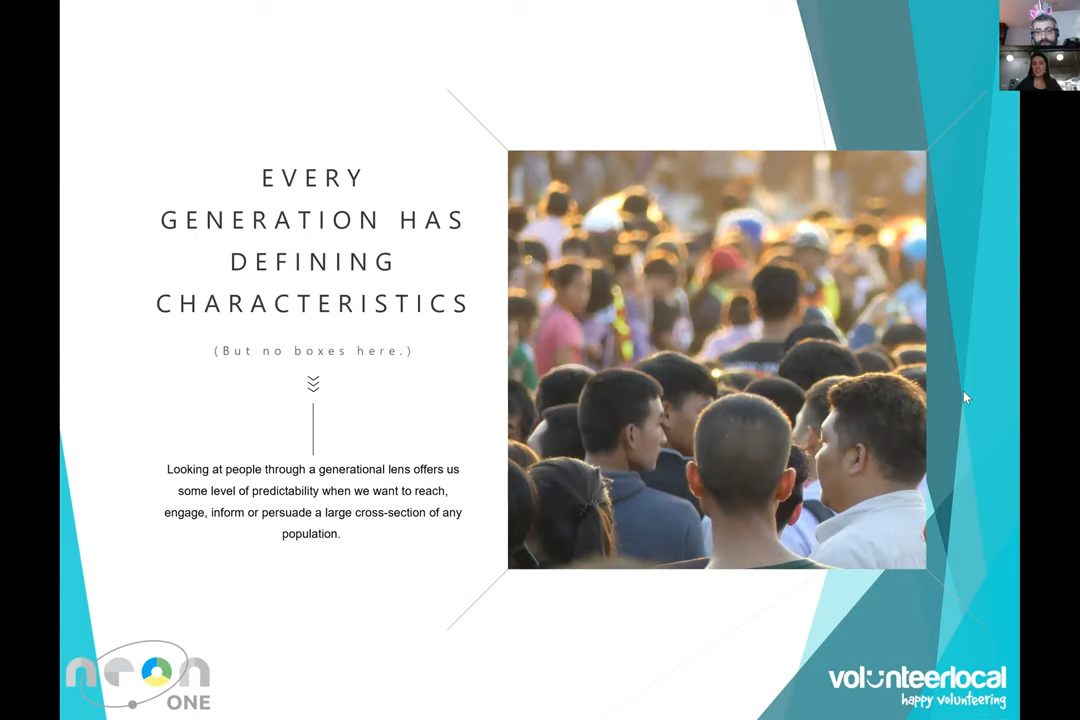 EVERY
GENERATION HAS
DEFINING
CHARACTERISTICS
(But no boxes here.)
Looking at people through a generational lens offers us
some level of predictability when we want to reach,
engage, inform or persuade a large cross-section of any
population.
neon
ONE
volunteerlocal
happy volunteering